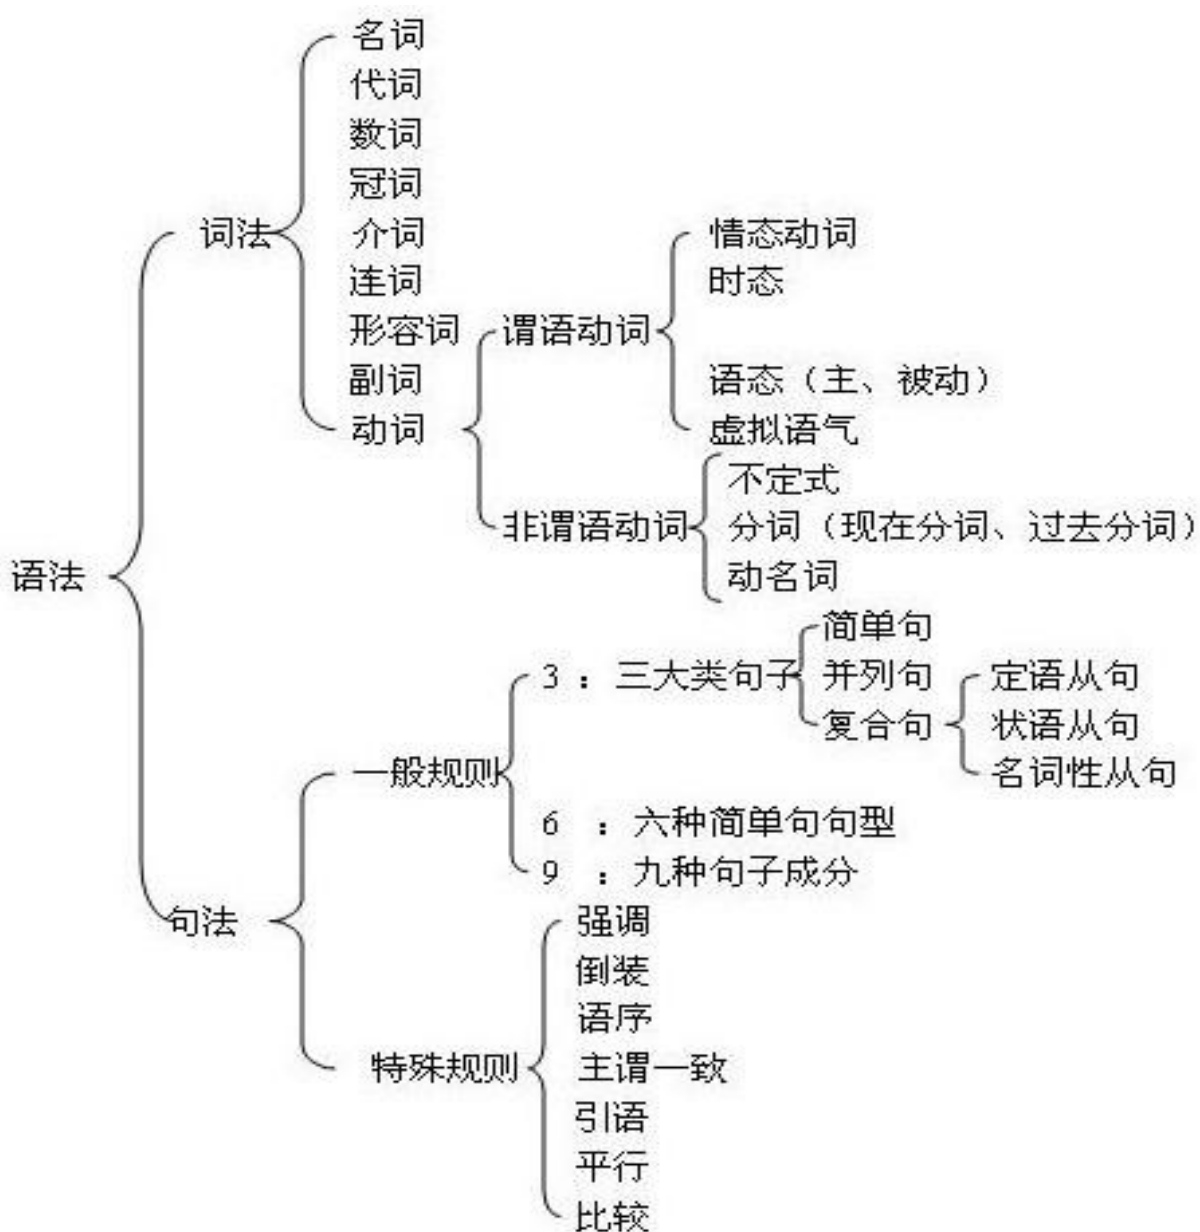 名词
代词
数词
冠词
词法 介词 情态动词
连词 时态
形容词 谓语动词
副词 语态（主、被动）
动词 虚拟语气
不定式
非谓语动词 分词（现在分词、过去分词）
语法 动名词
简单句
3 ：三大类句子 并列句 定语从句
复合句 状语从句
一般规则 名词性从句
6 ：六种简单句句型
9 ：九种句子成分
句法 强调
倒装
语序
特殊规则 主谓一致
引语
平行
比较